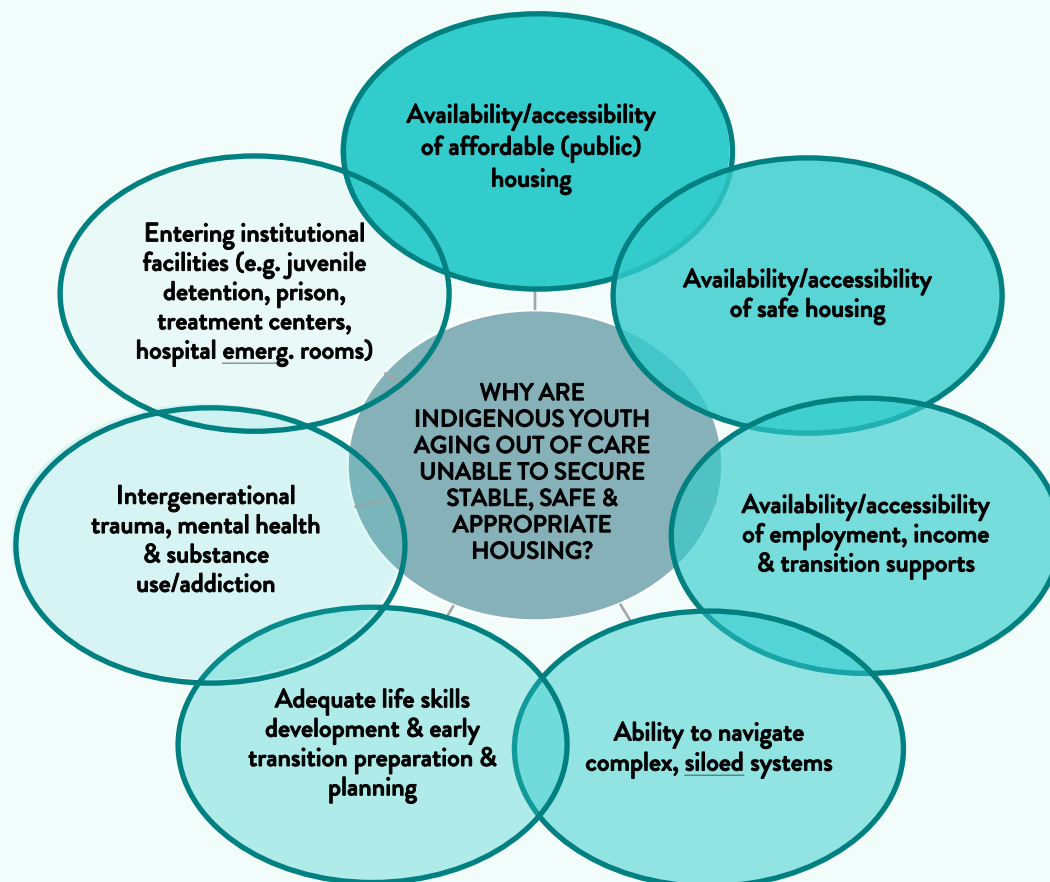 Availability/accessibility
of affordable (public)
housing
Availability/accessibility
of safe housing
Availability/accessibility
of employment, income
& transition supports
Ability to navigate
complex, siloed systems
Adequate life skills
development & early
transition preparation &
planning
Intergenerational
trauma, mental health
& substance
use/addiction
Entering institutional
facilities (e.g. juvenile
detention, prison,
treatment centers,
hospital emerg. rooms)
WHY ARE
INDIGENOUS YOUTH
AGING OUT OF CARE
UNABLE TO SECURE
STABLE, SAFE &
APPROPRIATE
HOUSING?